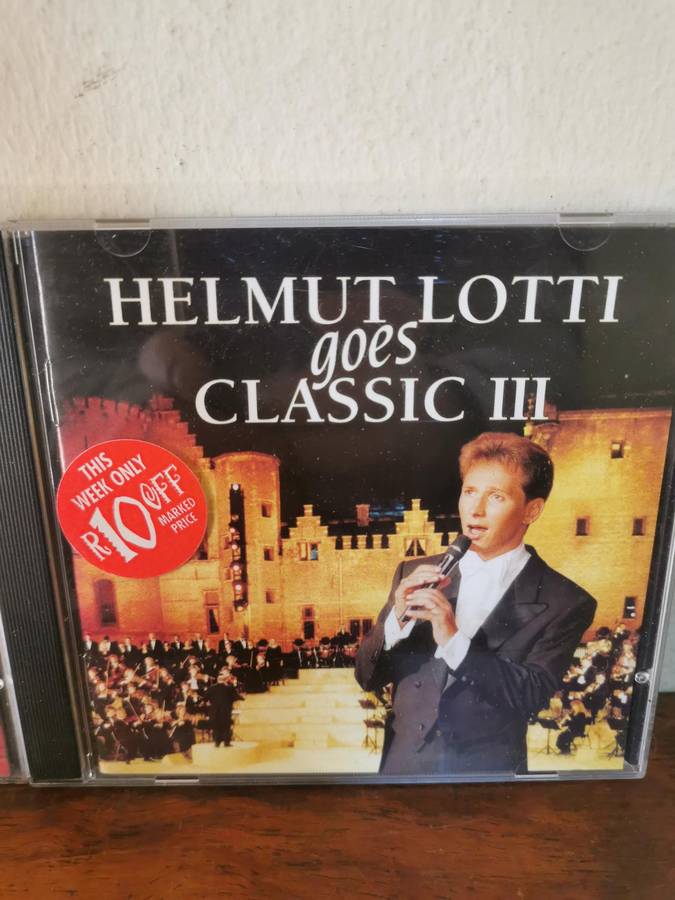 HELMUT LOTTI
goes
CLASSIC III
THIS
WEEK ONLY
R10 OFF
MARKED
PRICE